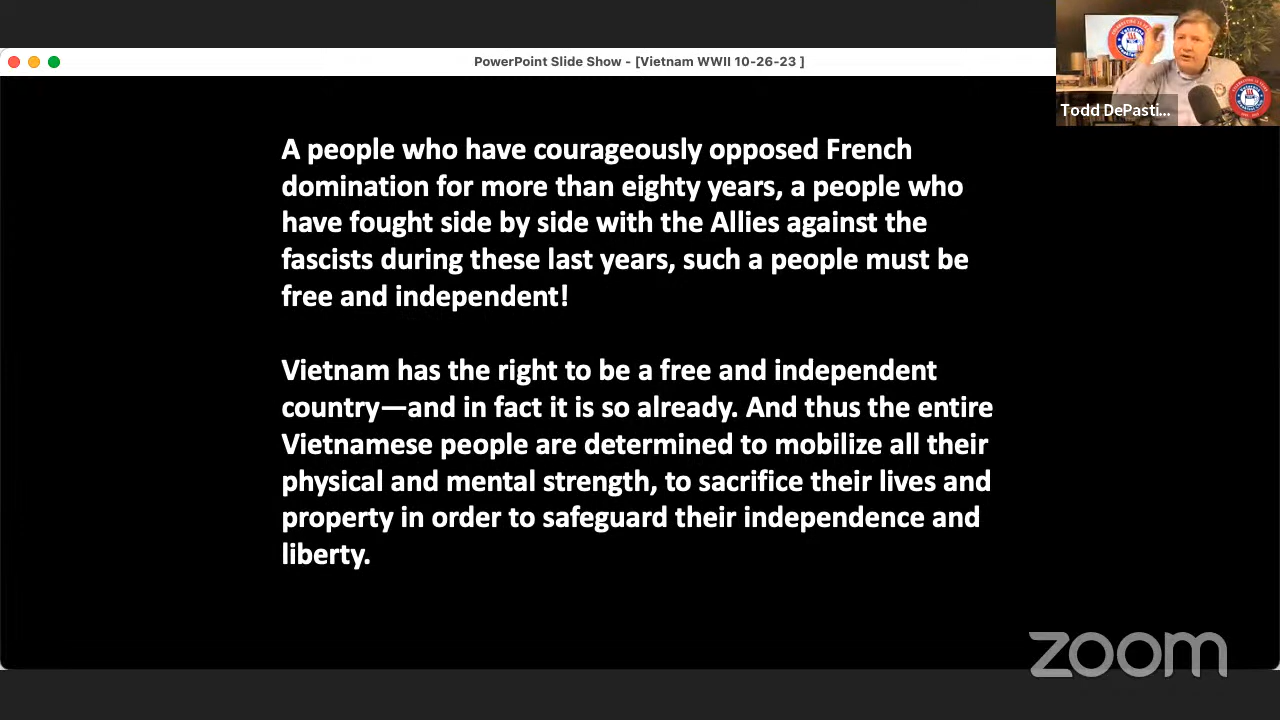 PowerPoint Slide Show - [Vietnam WWII 10-26-23 ]
Todd DePasti...
A people who have courageously opposed French
domination for more than eighty years, a people who
have fought side by side with the Allies against the
fascists during these last years, such a people must be
free and independent!
Vietnam has the right to be a free and independent
country—and in fact it is so already. And thus the entire
Vietnamese people are determined to mobilize all their
physical and mental strength, to sacrifice their lives and
property in order to safeguard their independence and
liberty.
zoom